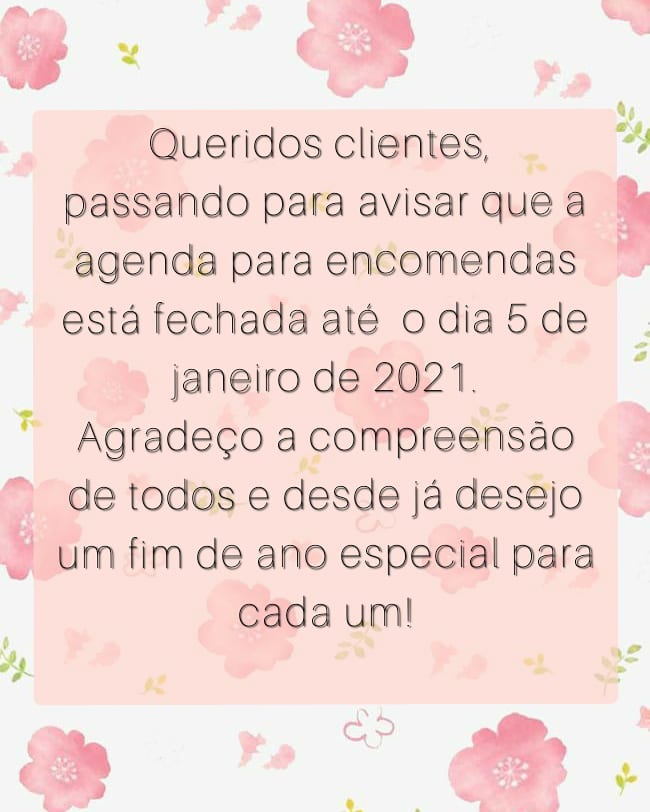 Queridos clientes,
passando para avisar que a
agenda para encomendas
está fechada até o dia 5 de
janeiro de 2021.
Agradeço a compreensão
de todos e desde já desejo
um fim de ano especial para
cada um!